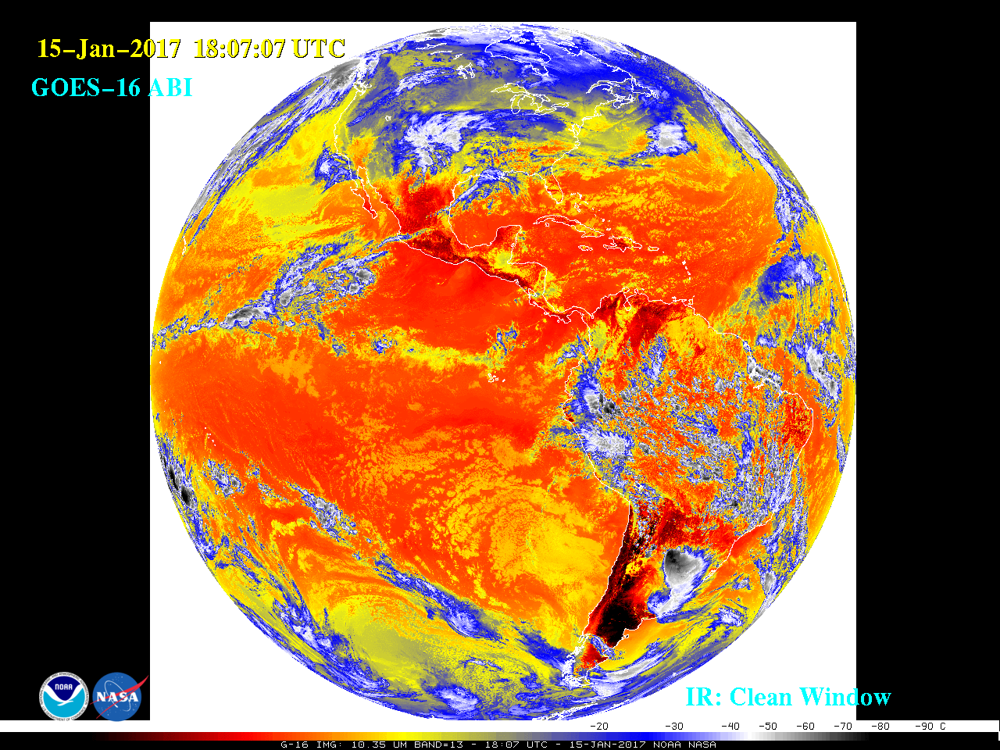 15-Jan-2017 18:07:07 UTC
GOES-16 ABI
NOAA
NASA
IR: Clean Window
-20 -30 -40 -50 -60 -70 -80 -90 C
G-16 IMG: 10.35 UM BAND=13 - 18:07 UTC - 15-JAN-2017 NOAA NASA